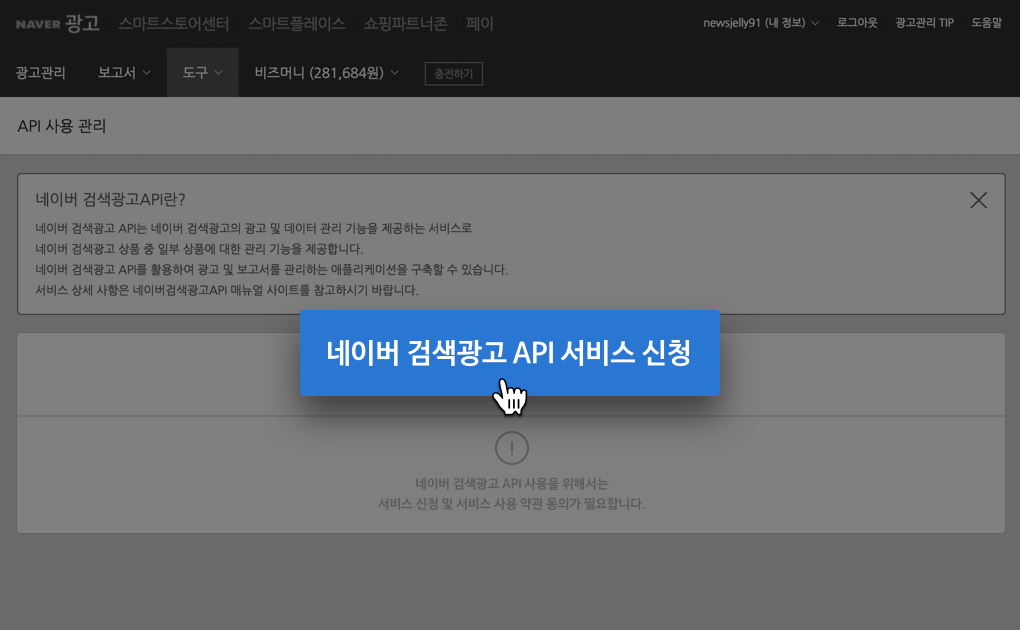 NAVER 광고 스마트스토어센터 스마트플레이스 쇼핑파트너존 페이 newsjelly91 (내 정보) 로그아웃 광고관리 TIP 도움말
광고관리 보고서 도구 비즈머니 (281,684원) 충전하기
API 사용 관리
네이버 검색광고API란?
네이버 검색광고 API는 네이버 검색광고의 광고 및 데이터 관리 기능을 제공하는 서비스로
네이버 검색광고 상품 중 일부 상품에 대한 관리 기능을 제공합니다.
네이버 검색광고 API를 활용하여 광고 및 보고서를 관리하는 애플리케이션을 구축할 수 있습니다.
서비스 상세 사항은 네이버검색광고API 매뉴얼 사이트를 참고하시기 바랍니다.
네이버 검색광고 API 서비스 신청
네이버 검색광고 API 사용을 위해서는
서비스 신청 및 서비스 사용 약관 동의가 필요합니다.